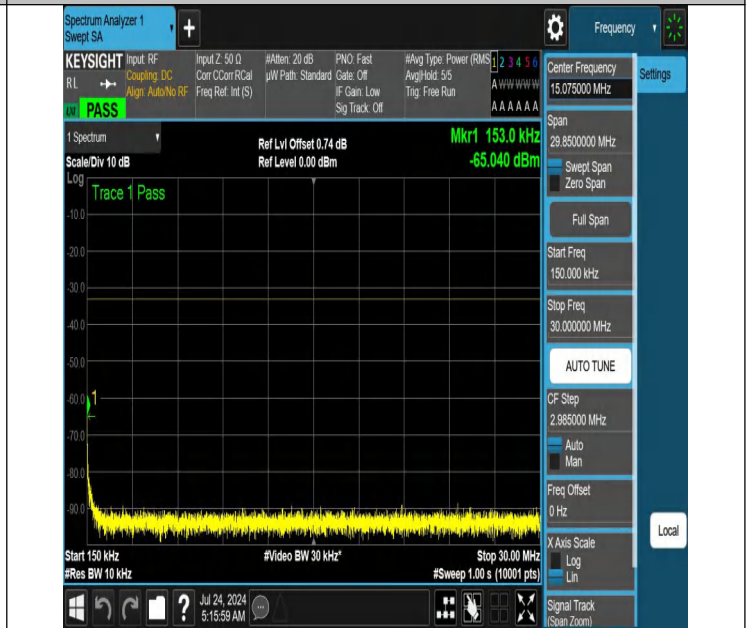 Spectrum Analyzer 1
Swept SA
+
Frequency
KEYSIGHT
RL
PASS
Input: RF
Coupling: DC
Align: Auto/No RF
Input Z: 50 Ω
Corr CCorr RCal
Freq Ref: Int (S)
#Atten: 20 dB
µW Path: Standard
PNO: Fast
Gate: Off
IF Gain: Low
Sig Track: Off
#Avg Type: Power (RMS
Avg|Hold: 5/5
Trig: Free Run
1 2 3 4 5 6
A W W W W W
A A A A A A
1 Spectrum
Scale/Div 10 dB
Ref Lvl Offset 0.74 dB
Ref Level 0.00 dBm
Mkr1 153.0 kHz
-65.040 dBm
Log
Trace 1 Pass
-10.0
-20.0
-30.0
-40.0
-50.0
-60.0
1
-70.0
-80.0
-90.0
Start 150 kHz
#Video BW 30 kHz*
Stop 30.00 MHz
#Res BW 10 kHz
#Sweep 1.00 s (10001 pts)
Center Frequency
15.075000 MHz
Settings
Span
29.8500000 MHz
Swept Span
Zero Span
Full Span
Start Freq
150.000 kHz
Stop Freq
30.000000 MHz
AUTO TUNE
CF Step
2.985000 MHz
Auto
Man
Freq Offset
0 Hz
X Axis Scale
Log
Lin
Signal Track
(Span Zoom)
Local
?
Jul 24, 2024
5:15:59 AM